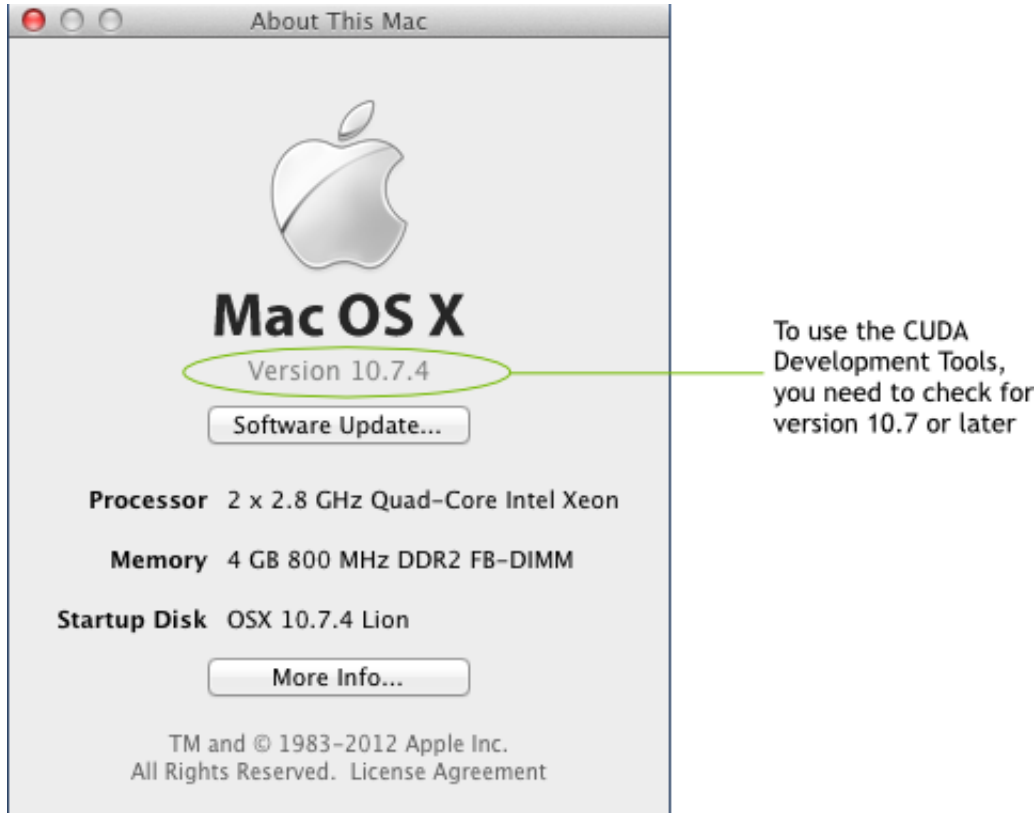 About This Mac
Mac OS X
Version 10.7.4
To use the CUDA
Development Tools,
you need to check for
version 10.7 or later
Software Update...
Processor 2 x 2.8 GHz Quad-Core Intel Xeon
Memory 4 GB 800 MHz DDR2 FB-DIMM
Startup Disk OSX 10.7.4 Lion
More Info...
TM and © 1983-2012 Apple Inc.
All Rights Reserved. License Agreement